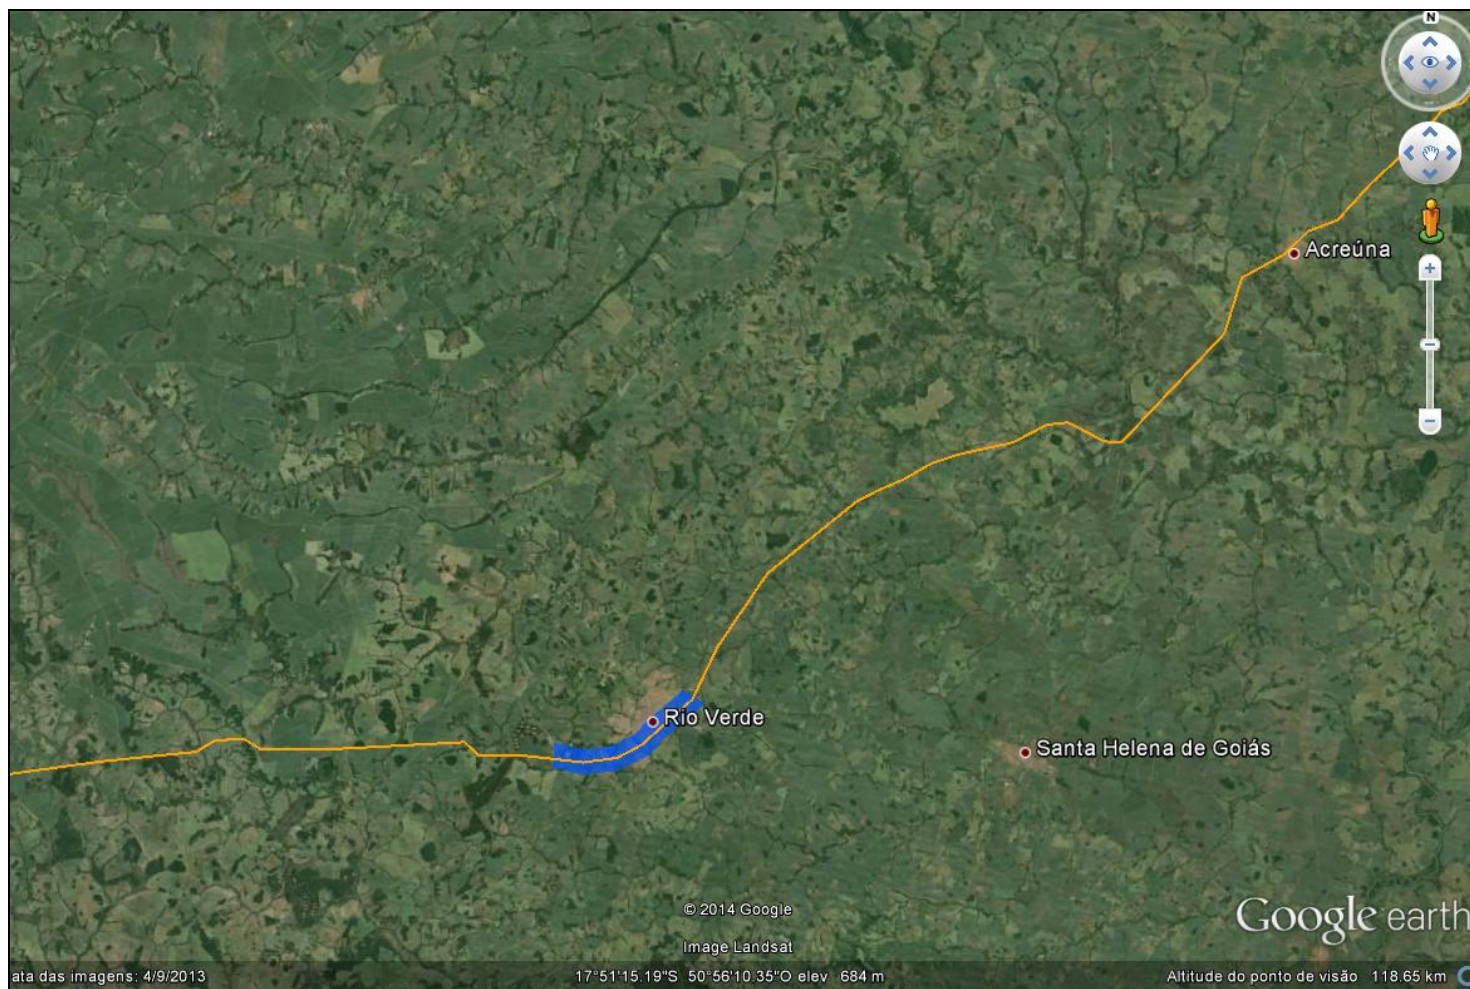 N
Acreúna
Rio Verde
Santa Helena de Goiás
© 2014 Google
Google earth
Image Landsat
ata das imagens: 4/9/2013 17°51'15.19"S 50°56'10.35"O elev 684 m Altitude do ponto de visão 118.65 km